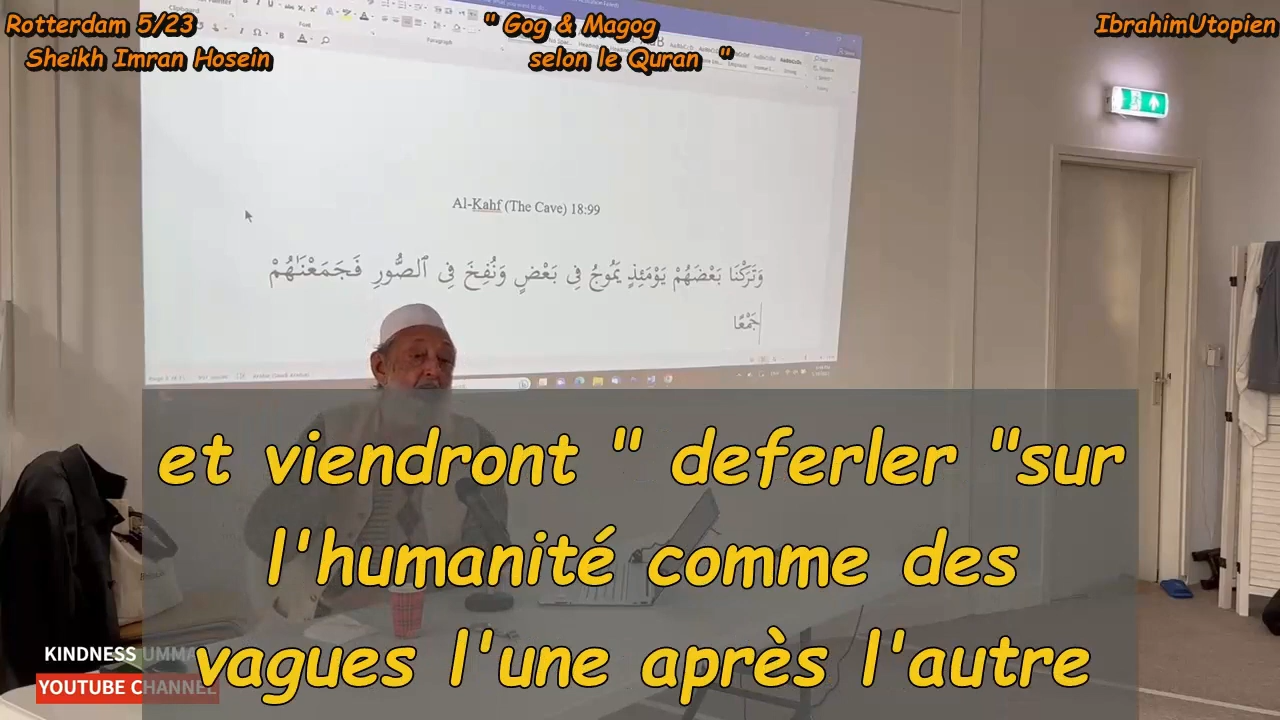 Rotterdam 5/23
Sheikh Imran Hosein
" Gog & Magog
selon le Quran "
IbrahimUtopien
Paragraph
Al-Kahf (The Cave) 18:99
وَتَرَكْنَا بَعْضَهُمْ يَوْمَئِذٍ يَمُوجُ فِي بَعْضٍ وَنُفِخَ فِي ٱلصُّورِ فَجَمَعْنَٰهُمْ
جَمْعًا
et viendront " deferler "sur
l'humanité comme des
vagues l'une après l'autre
KINDNESS UMMA
YOUTUBE CHANNEL